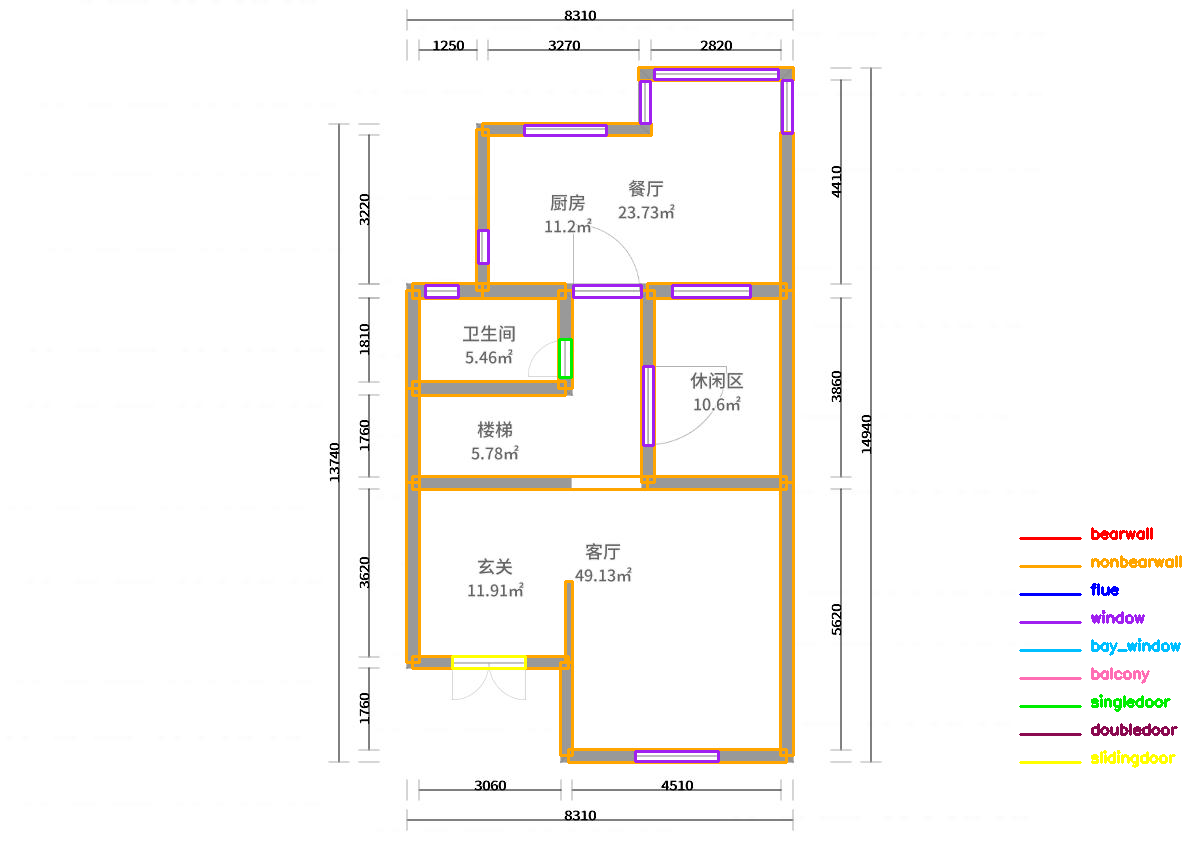 8310
1250
3270
2820
3220
4410
餐厅
23.73㎡
厨房
11.2㎡
1810
卫生间
5.46㎡
3860
休闲区
10.6㎡
1760
楼梯
5.78㎡
13740
14940
3620
玄关
11.91㎡
客厅
49.13㎡
5620
1760
3060
4510
8310
bearwall
nonbearwall
flue
window
bay_window
balcony
singledoor
doubledoor
slidingdoor